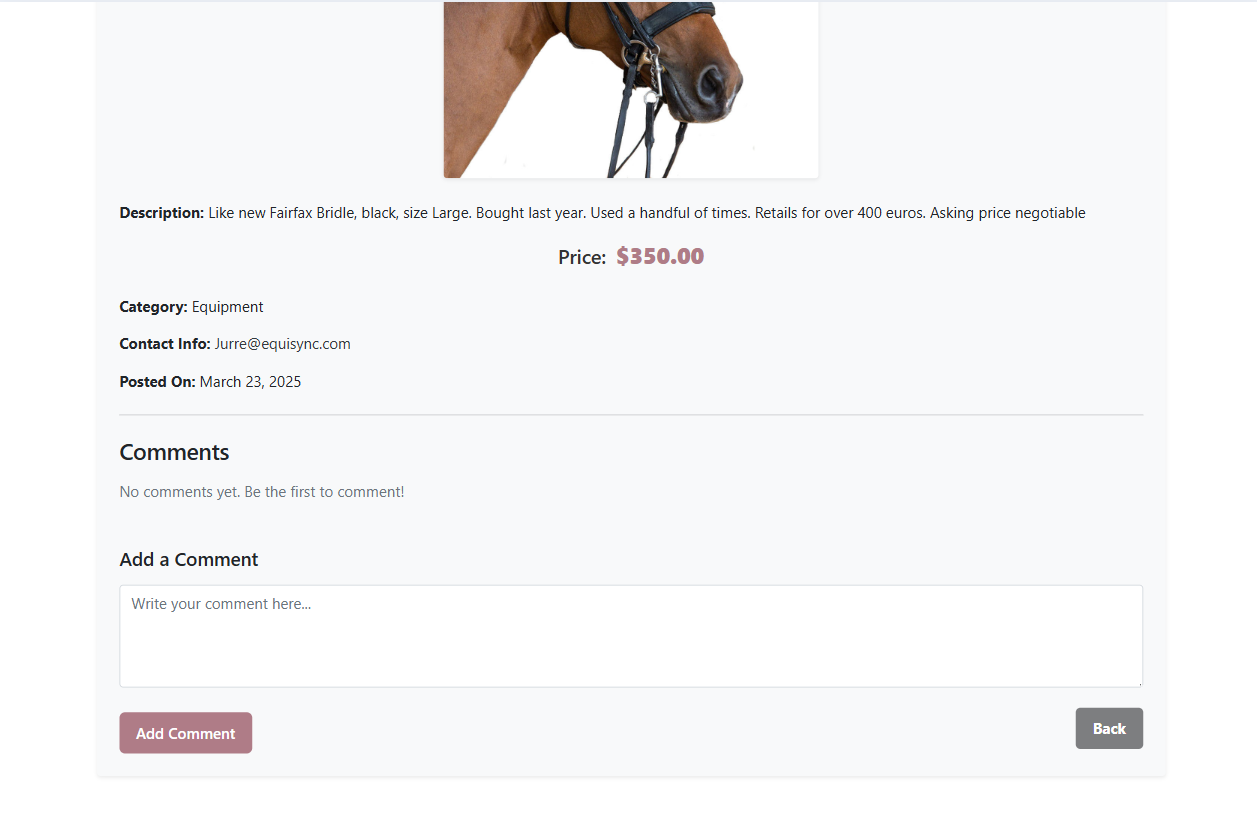 Description: Like new Fairfax Bridle, black, size Large. Bought last year. Used a handful of times. Retails for over 400 euros. Asking price negotiable
Price: $350.00
Category: Equipment
Contact Info: Jurre@equisync.com
Posted On: March 23, 2025
Comments
No comments yet. Be the first to comment!
Add a Comment
Write your comment here...
Add Comment
Back